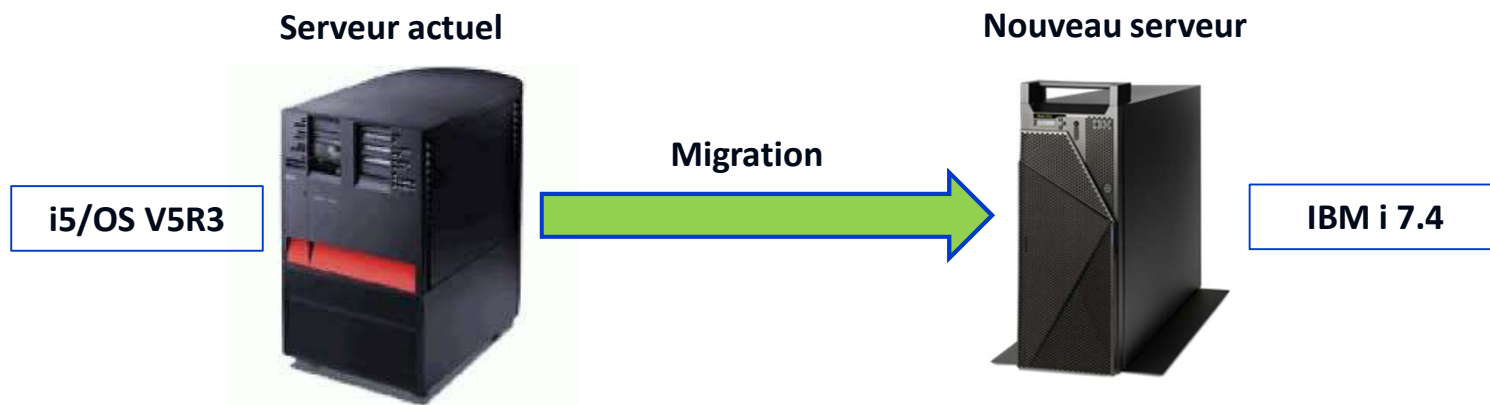 Serveur actuel
Nouveau serveur
Migration
i5/OS V5R3
IBM i 7.4